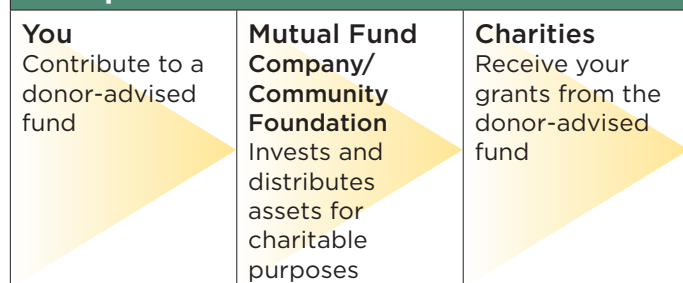 You
Contribute to a
donor-advised
fund
Mutual Fund
Company/
Community
Foundation
Invests and
distributes
assets for
charitable
purposes
Charities
Receive your
grants from the
donor-advised
fund